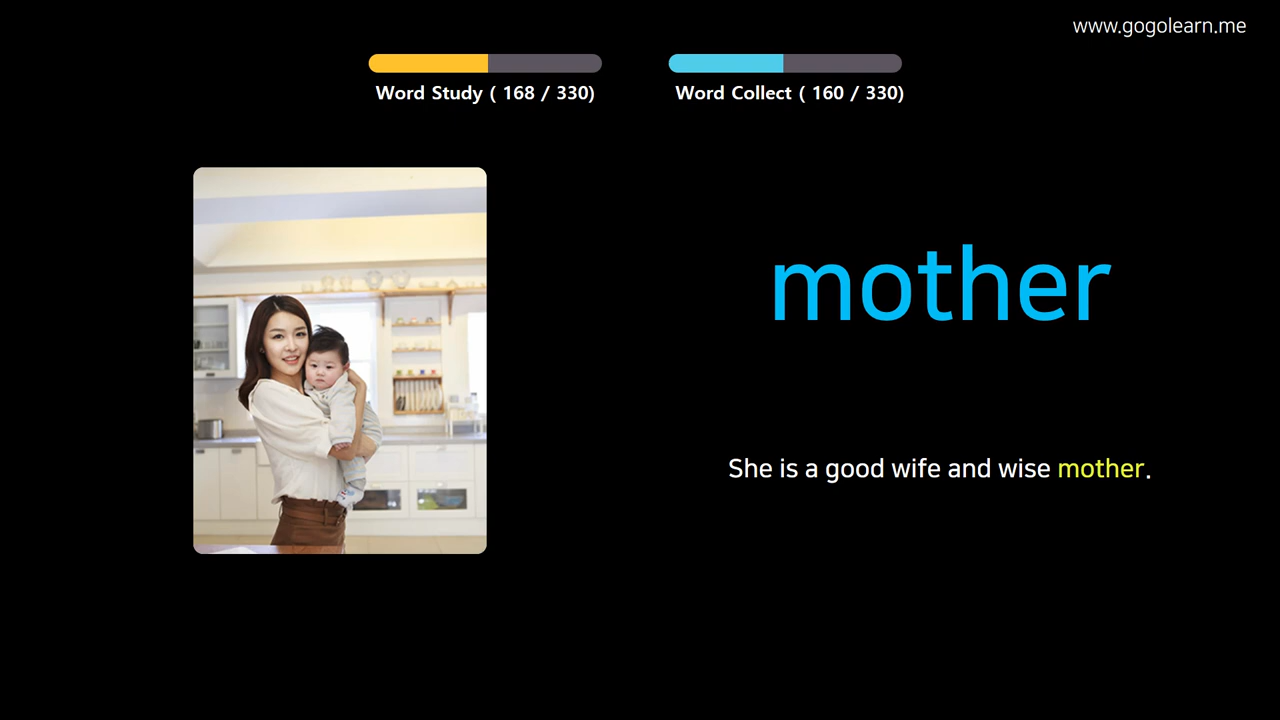 www.gogolearn.me
Word Study ( 168 / 330)
Word Collect ( 160 / 330)
mother
She is a good wife and wise mother.